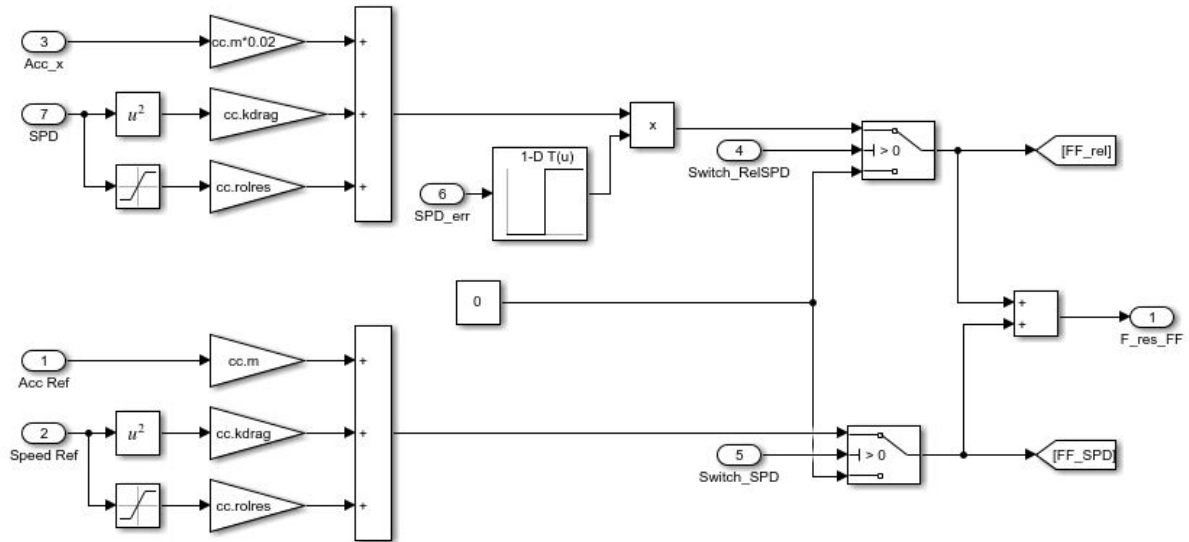 3
Acc_x
cc.m*0.02
+
7
SPD
u²
cc.kdrag
+
cc.rolres
+
x
1-D T(u)
6
SPD_err
4
Switch_RelSPD
> 0
[FF_rel]
0
+
+
1
F_res_FF
1
Acc Ref
cc.m
+
2
Speed Ref
u²
cc.kdrag
+
cc.rolres
+
5
Switch_SPD
> 0
[FF_SPD]